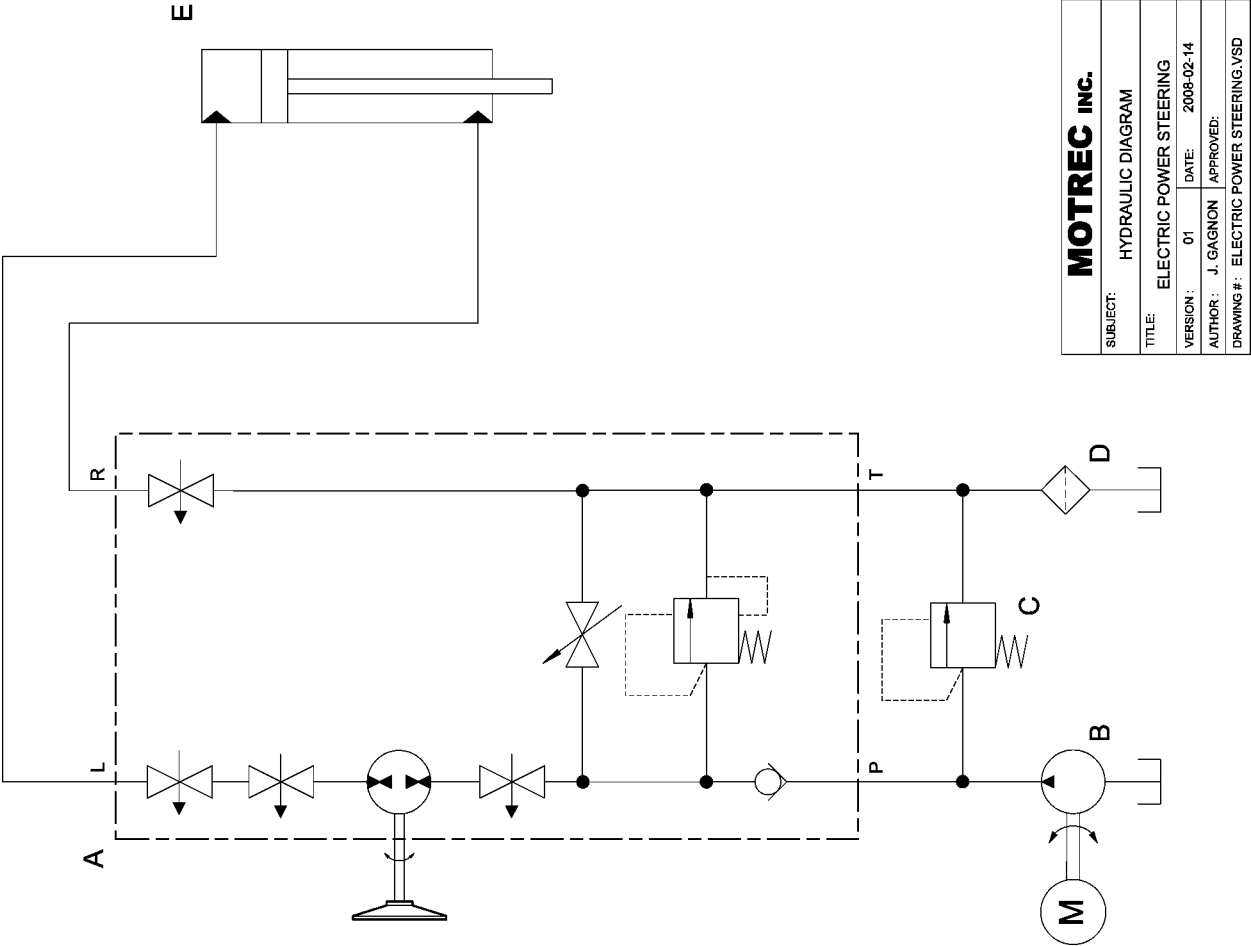 A
L
R
E
P
T
C
M
B
D
MOTREC INC.
SUBJECT:
HYDRAULIC DIAGRAM
TITLE:
ELECTRIC POWER STEERING
VERSION: 01 DATE: 2008-02-14
AUTHOR: J. GAGNON APPROVED:
DRAWING #: ELECTRIC POWER STEERING.VSD